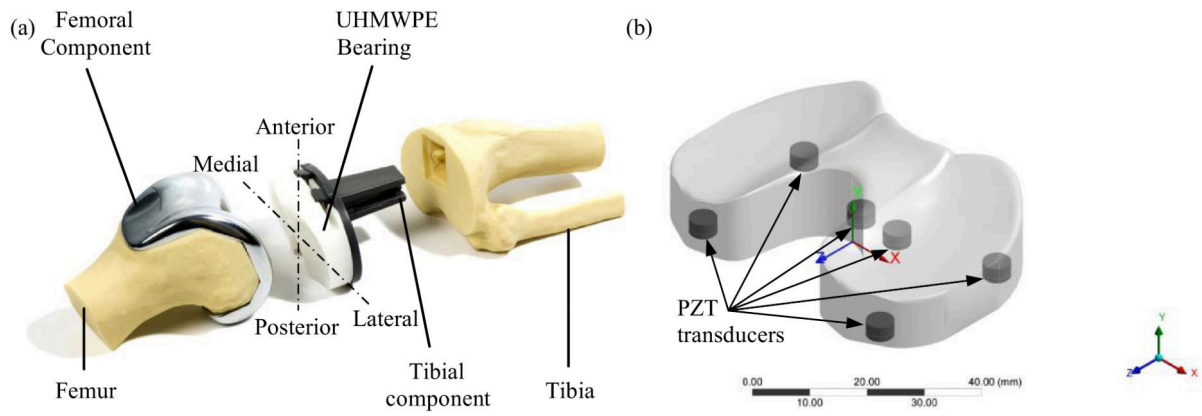 (a)
Femoral
Component
UHMWPE
Bearing
Anterior
Medial
Posterior
Lateral
Femur
Tibial
component
Tibia
(b)
Y
Z
X
PZT
transducers
0.00
20.00
40.00 (mm)
10.00
30.00
Y
Z
X